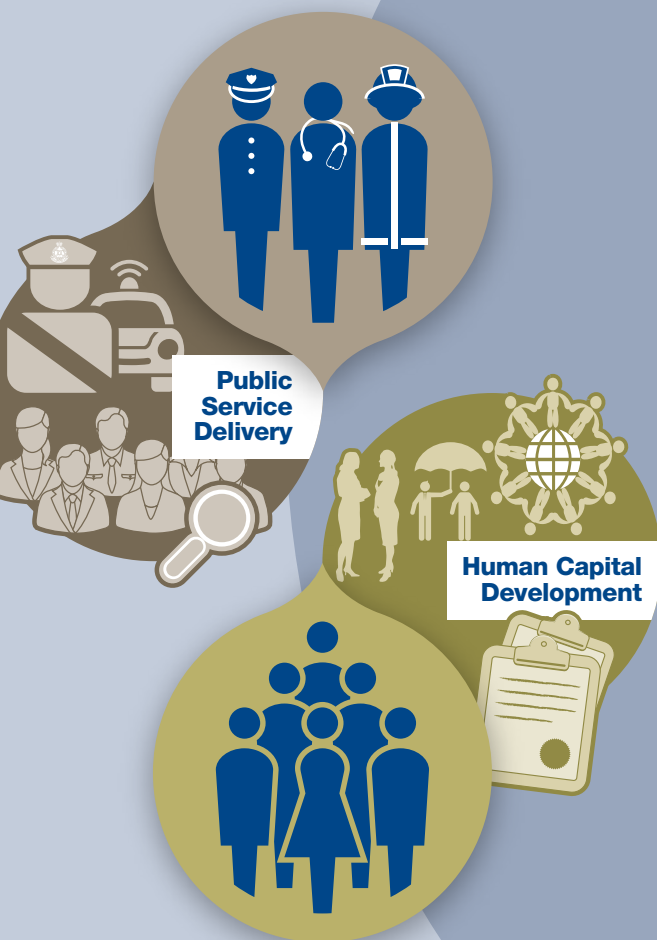 Public
Service
Delivery
Human Capital
Development